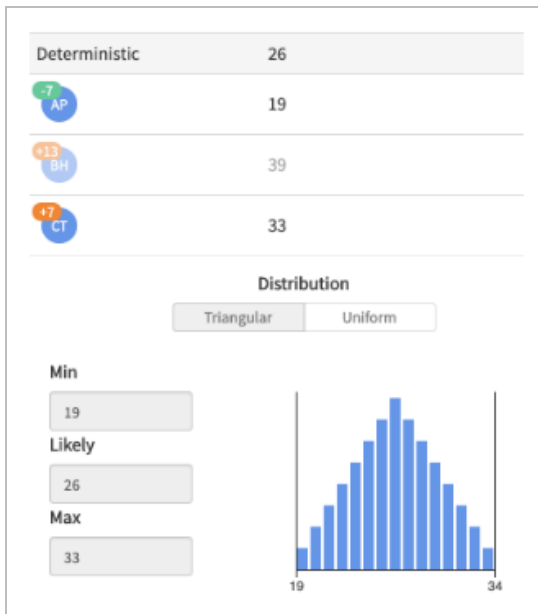 Deterministic 26
-7
AP 19
+13
BH 39
+7
CT 33
Distribution
Triangular Uniform
Min
19
Likely
26
Max
33
19 34